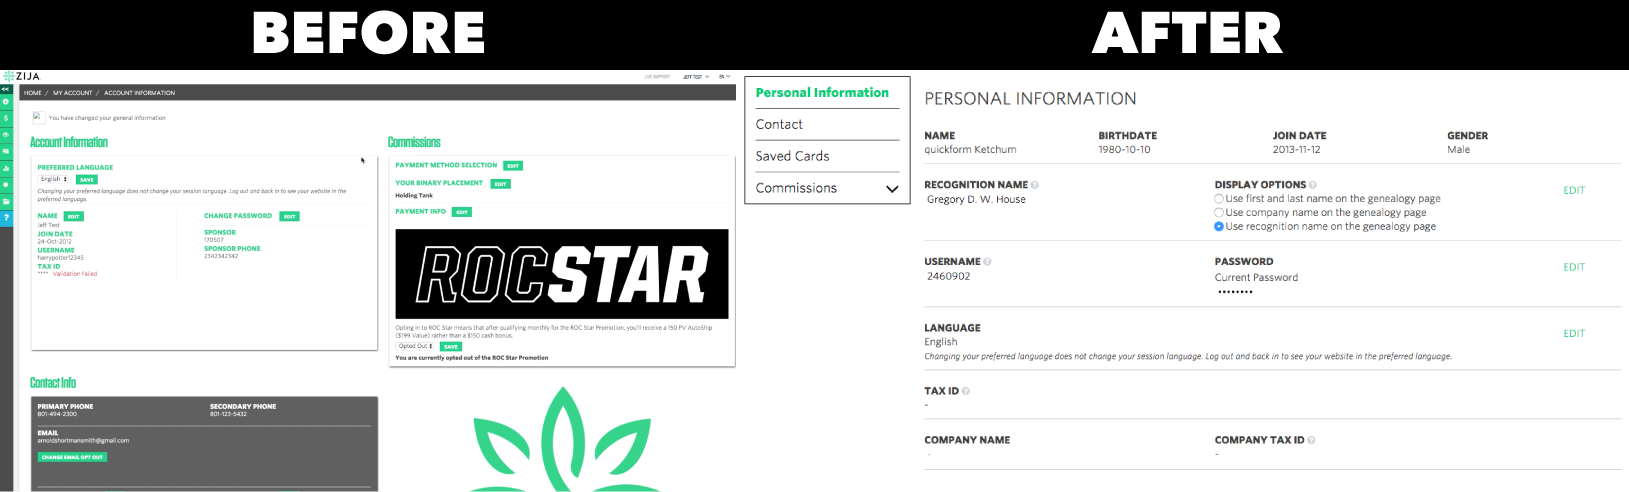 BEFORE
AFTER
ZIJA
LIVE SUPPORT
JEFF TEST
EN
<<
HOME / MY ACCOUNT / ACCOUNT INFORMATION
You have changed your general information
Account Information
PREFERRED LANGUAGE
English
SAVE
Changing your preferred language does not change your session language. Log out and back in to see your website in the
preferred language.
NAME EDIT
Jeff Test
JOIN DATE
24-Oct-2012
USERNAME
harrypotter12345
TAX ID
**** Validation Failed
CHANGE PASSWORD EDIT
SPONSOR
170507
SPONSOR PHONE
2342342342
Commissions
PAYMENT METHOD SELECTION EDIT
YOUR BINARY PLACEMENT EDIT
Holding Tank
PAYMENT INFO EDIT
ROCSTAR
Opting in to ROC Star means that after qualifying monthly for the ROC Star Promotion, you'll receive a 150 PV AutoShip
($199 Value) rather than a $150 cash bonus.
Opted Out SAVE
You are currently opted out of the ROC Star Promotion
Contact Info
PRIMARY PHONE
801-494-2300
SECONDARY PHONE
801-123-5432
EMAIL
arnoldshortmansmith@gmail.com
CHANGE EMAIL OPT OUT
Personal Information
Contact
Saved Cards
Commissions
PERSONAL INFORMATION
NAME
quickform Ketchum
BIRTHDATE
1980-10-10
JOIN DATE
2013-11-12
GENDER
Male
RECOGNITION NAME ?
Gregory D. W. House
DISPLAY OPTIONS ?
Use first and last name on the genealogy page
Use company name on the genealogy page
Use recognition name on the genealogy page
EDIT
USERNAME ?
2460902
PASSWORD
Current Password
••••••••
EDIT
LANGUAGE
English
Changing your preferred language does not change your session language. Log out and back in to see your website in the preferred language.
EDIT
TAX ID ?
-
COMPANY NAME
-
COMPANY TAX ID ?
-